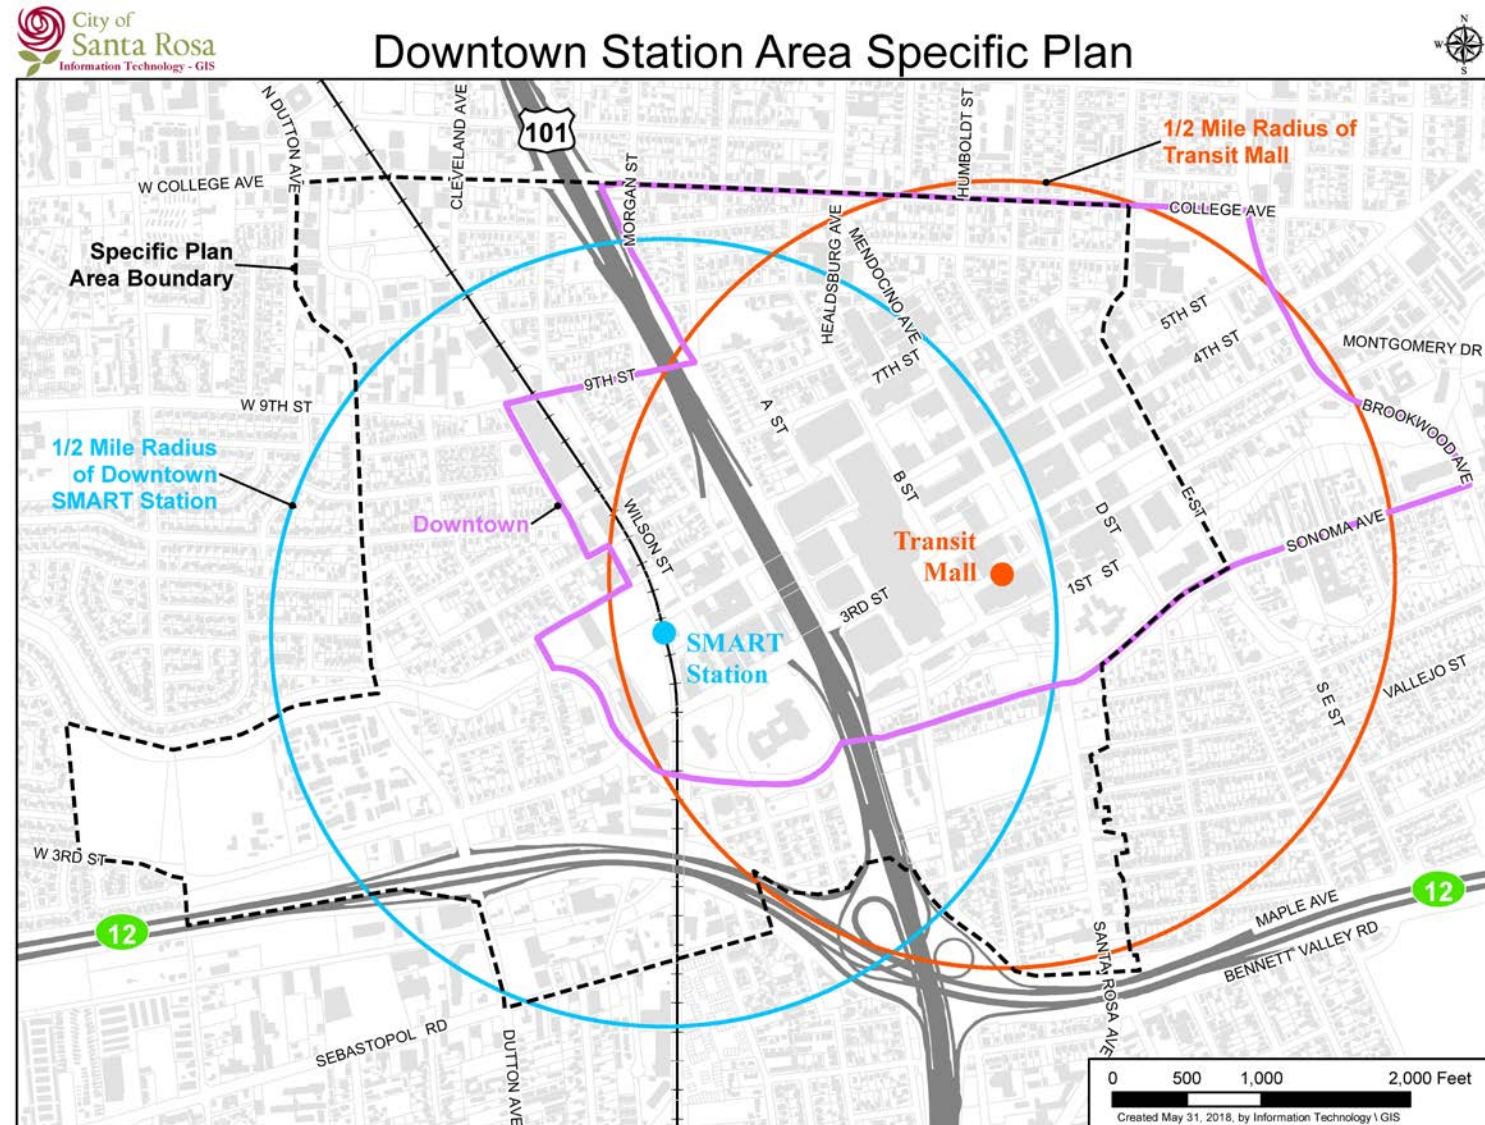 City of
Santa Rosa
Information Technology - GIS
Downtown Station Area Specific Plan
N
W
E
S
N DUTTON AVE
CLEVELAND AVE
101
MORGAN ST
HUMBOLDT ST
1/2 Mile Radius of
Transit Mall
W COLLEGE AVE
COLLEGE AVE
Specific Plan
Area Boundary
HEALDSBURG AVE
MENDOCINO AVE
5TH ST
4TH ST
MONTGOMERY DR
7TH ST
9TH ST
W 9TH ST
A ST
BROOKWOOD AVE
1/2 Mile Radius
of Downtown
SMART Station
Downtown
WILSON ST
B ST
D ST
E ST
SONOMA AVE
Transit
Mall
1ST ST
3RD ST
SMART
Station
S E ST
VALLEJO ST
W 3RD ST
12
12
MAPLE AVE
BENNETT VALLEY RD
SANTA ROSA AVE
SEBASTOPOL RD
DUTTON AVE
0 500 1,000 2,000 Feet
Created May 31, 2018, by Information Technology \ GIS